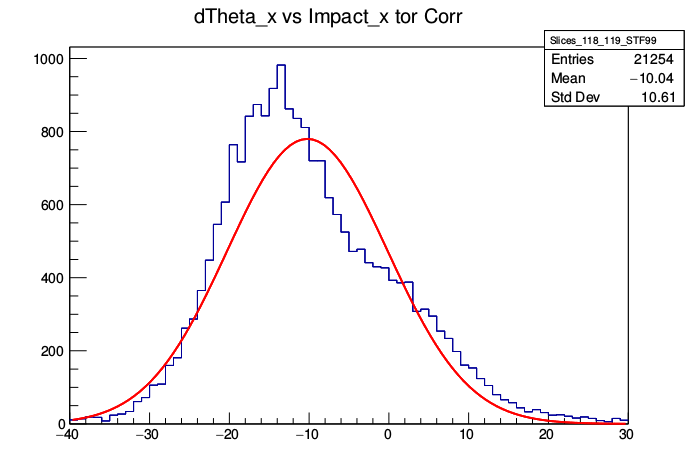 dTheta_x vs Impact_x tor Corr
Slices_118_119_STF99
Entries 21254
Mean −10.04
Std Dev 10.61
1000
800
600
400
200
0
−40 −30 −20 −10 0 10 20 30